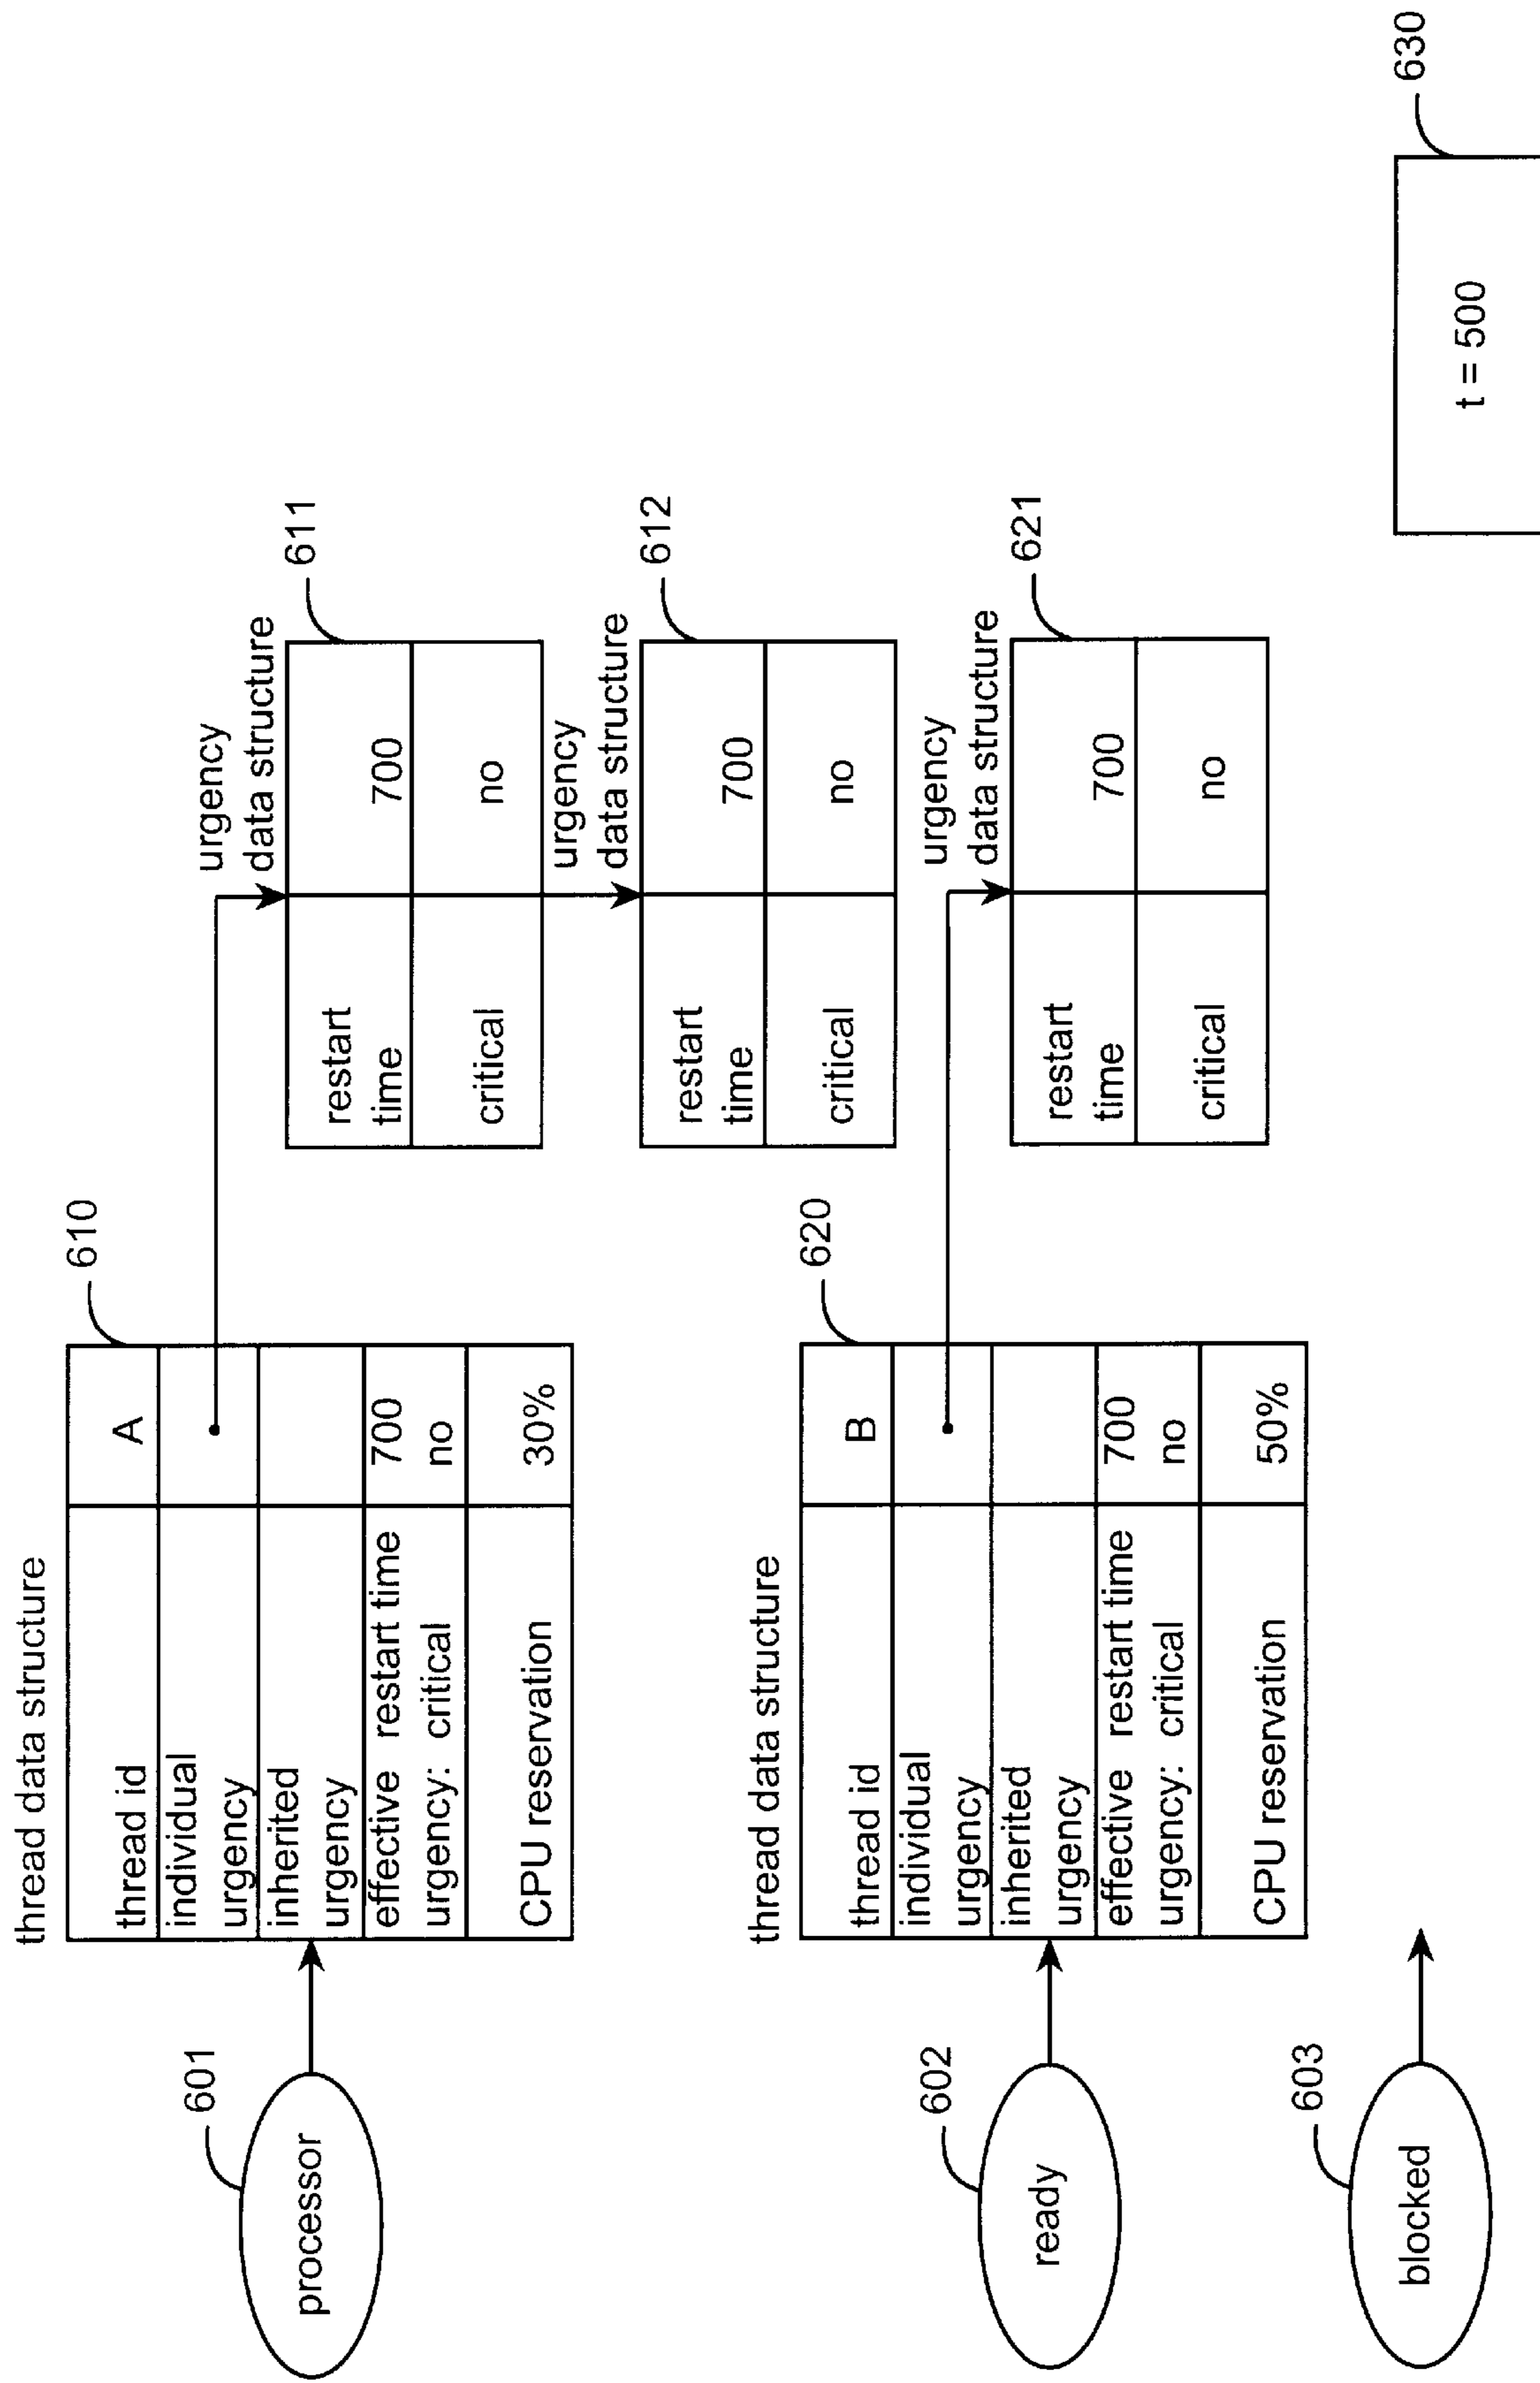 thread data structure
610
thread id
A
individual
urgency
inherited
urgency
effective restart time
700
urgency: critical
no
CPU reservation
30%
601
processor
urgency
data structure
611
restart
time
700
critical
no
urgency
data structure
612
restart
time
700
critical
no
thread data structure
620
thread id
B
individual
urgency
inherited
urgency
effective restart time
700
urgency: critical
no
CPU reservation
50%
602
ready
urgency
data structure
621
restart
time
700
critical
no
603
blocked
630
t = 500